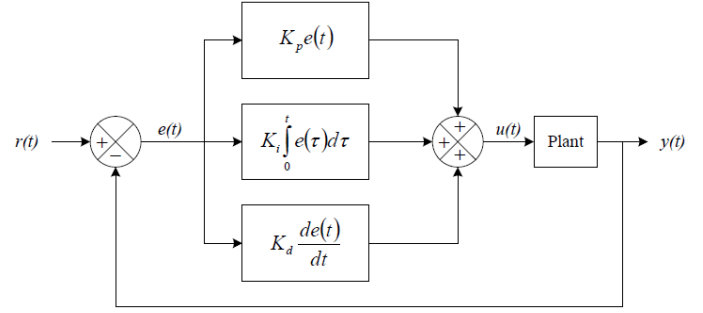 K_p e(t)
r(t)
+
−
e(t)
K_i ∫_0^t e(τ)dτ
+
+
+
u(t)
Plant
y(t)
K_d de(t)/dt